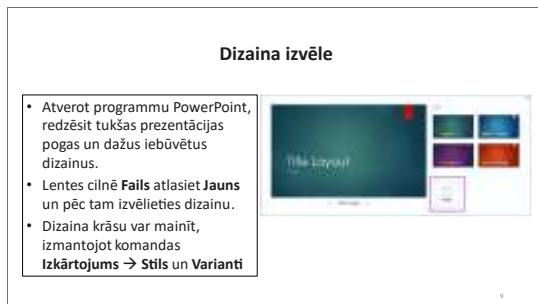 Dizaina izvēle
• Atverot programmu PowerPoint,
redzēsit tukšas prezentācijas
pogas un dažus iebūvētus
dizainus.
• Lentes cilnē Fails atlasiet Jauns
un pēc tam izvēlieties dizainu.
• Dizaina krāsu var mainīt,
izmantojot komandas
Izkārtojums → Stils un Varianti
Title Layout
9